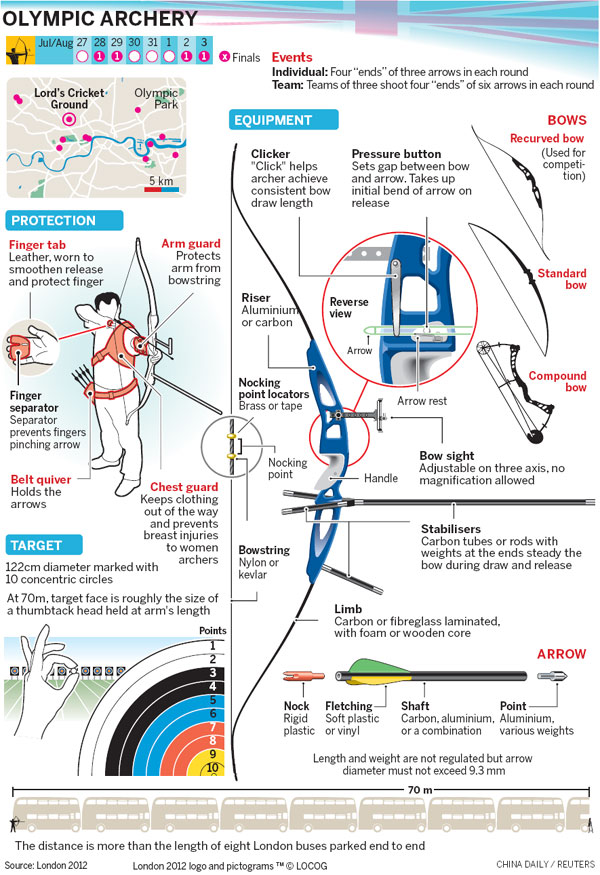 OLYMPIC ARCHERY
Jul/Aug 27 28 29 30 31 1 2 3
1 1 1 1
x Finals
Events
Individual: Four “ends” of three arrows in each round
Team: Teams of three shoot four “ends” of six arrows in each round
Lord's Cricket
Ground
Olympic
Park
5 km
EQUIPMENT
Clicker
"Click" helps
archer achieve
consistent bow
draw length
Pressure button
Sets gap between bow
and arrow. Takes up
initial bend of arrow on
release
BOWS
Recurved bow
(Used for
competi-
tion)
Standard
bow
Compound
bow
PROTECTION
Finger tab
Leather, worn to
smoothen release
and protect finger
Arm guard
Protects
arm from
bowstring
Finger
separator
Separator
prevents fingers
pinching arrow
Belt quiver
Holds the
arrows
Chest guard
Keeps clothing
out of the way
and prevents
breast injuries
to women
archers
Riser
Aluminium
or carbon
Reverse
view
Arrow
Arrow rest
Nocking
point locators
Brass or tape
Nocking
point
Handle
Bow sight
Adjustable on three axis, no
magnification allowed
Stabilisers
Carbon tubes or rods with
weights at the ends steady the
bow during draw and release
Bowstring
Nylon or
kevlar
Limb
Carbon or fibreglass laminated,
with foam or wooden core
TARGET
122cm diameter marked with
10 concentric circles
At 70m, target face is roughly the size of
a thumbtack head held at arm's length
Points
1
2
3
4
5
6
7
8
9
10
ARROW
Nock
Rigid
plastic
Fletching
Soft plastic
or vinyl
Shaft
Carbon, aluminium,
or a combination
Point
Aluminium,
various weights
Length and weight are not regulated but arrow
diameter must not exceed 9.3 mm
70 m
The distance is more than the length of eight London buses parked end to end
Source: London 2012
London 2012 logo and pictograms ™ © LOCOG
CHINA DAILY / REUTERS